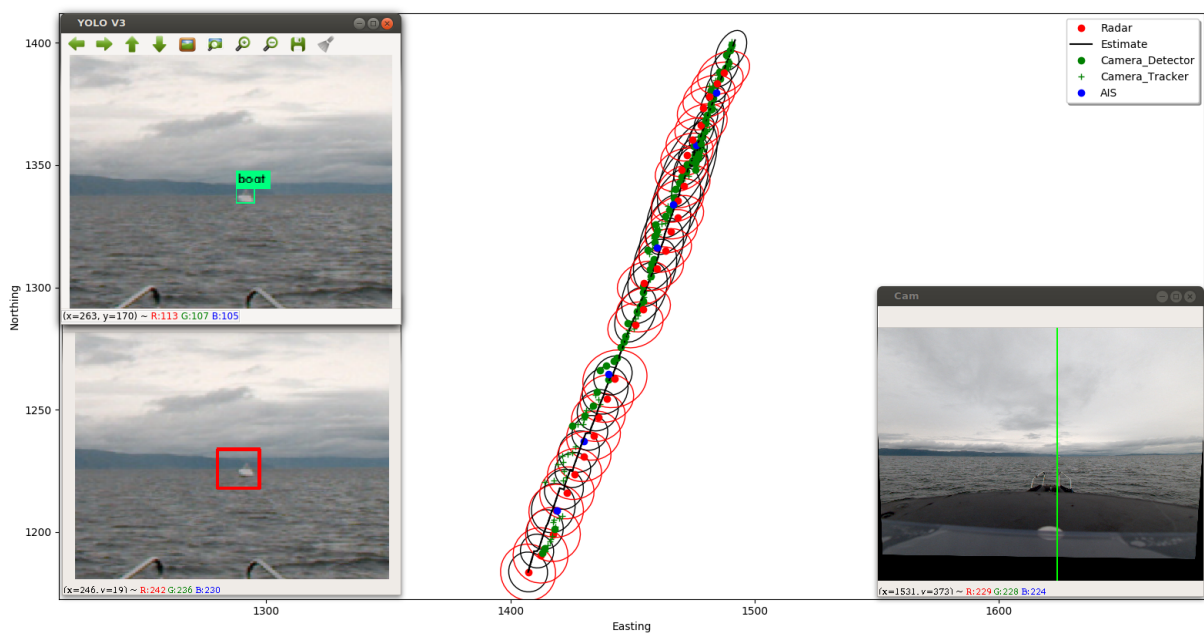 YOLO V3
boat
(x=263, y=170) ~ R:113 G:107 B:105
(x=246, y=19) ~ R:242 G:236 B:230
Northing
1400
1350
1300
1250
1200
1300
1400
1500
1600
Easting
Radar
Estimate
Camera_Detector
Camera_Tracker
AIS
Cam
(x=1531, y=373) ~ R:229 G:228 B:224